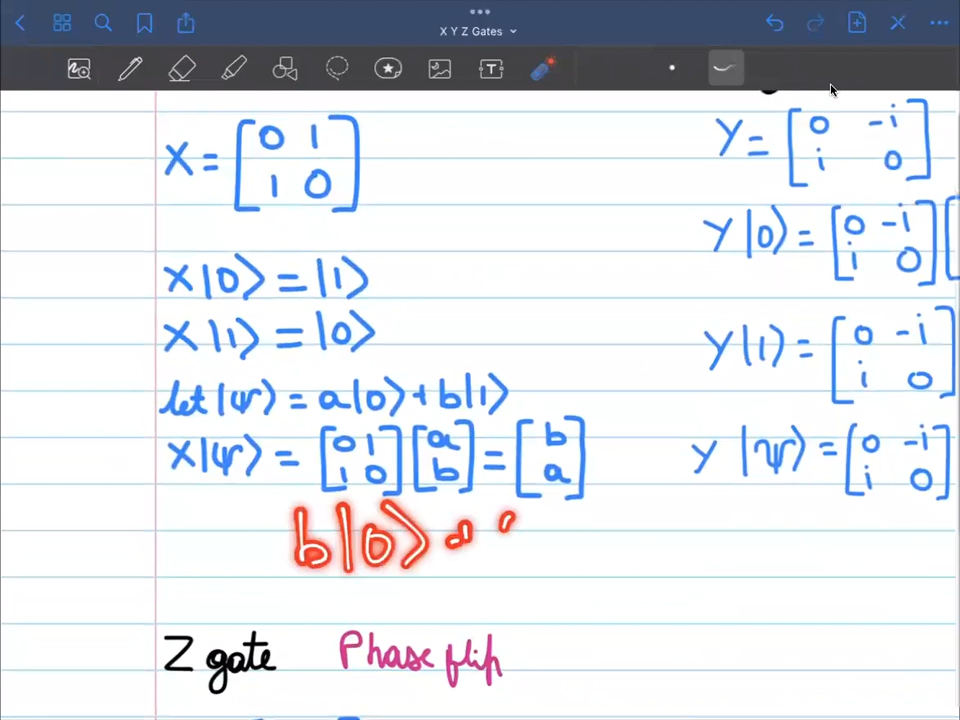 X Y Z Gates
T
X = [0 1
1 0]
X|0⟩ = |1⟩
X|1⟩ = |0⟩
let |ψ⟩ = a|0⟩ + b|1⟩
X|ψ⟩ = [0 1
1 0] [a
b] = [b
a]
b|0⟩
Z gate Phase flip
Y = [0 -i
i 0]
Y|0⟩ = [0 -i
i 0] [
Y|1⟩ = [0 -i
i 0]
Y |ψ⟩ = [0 -i
i 0]